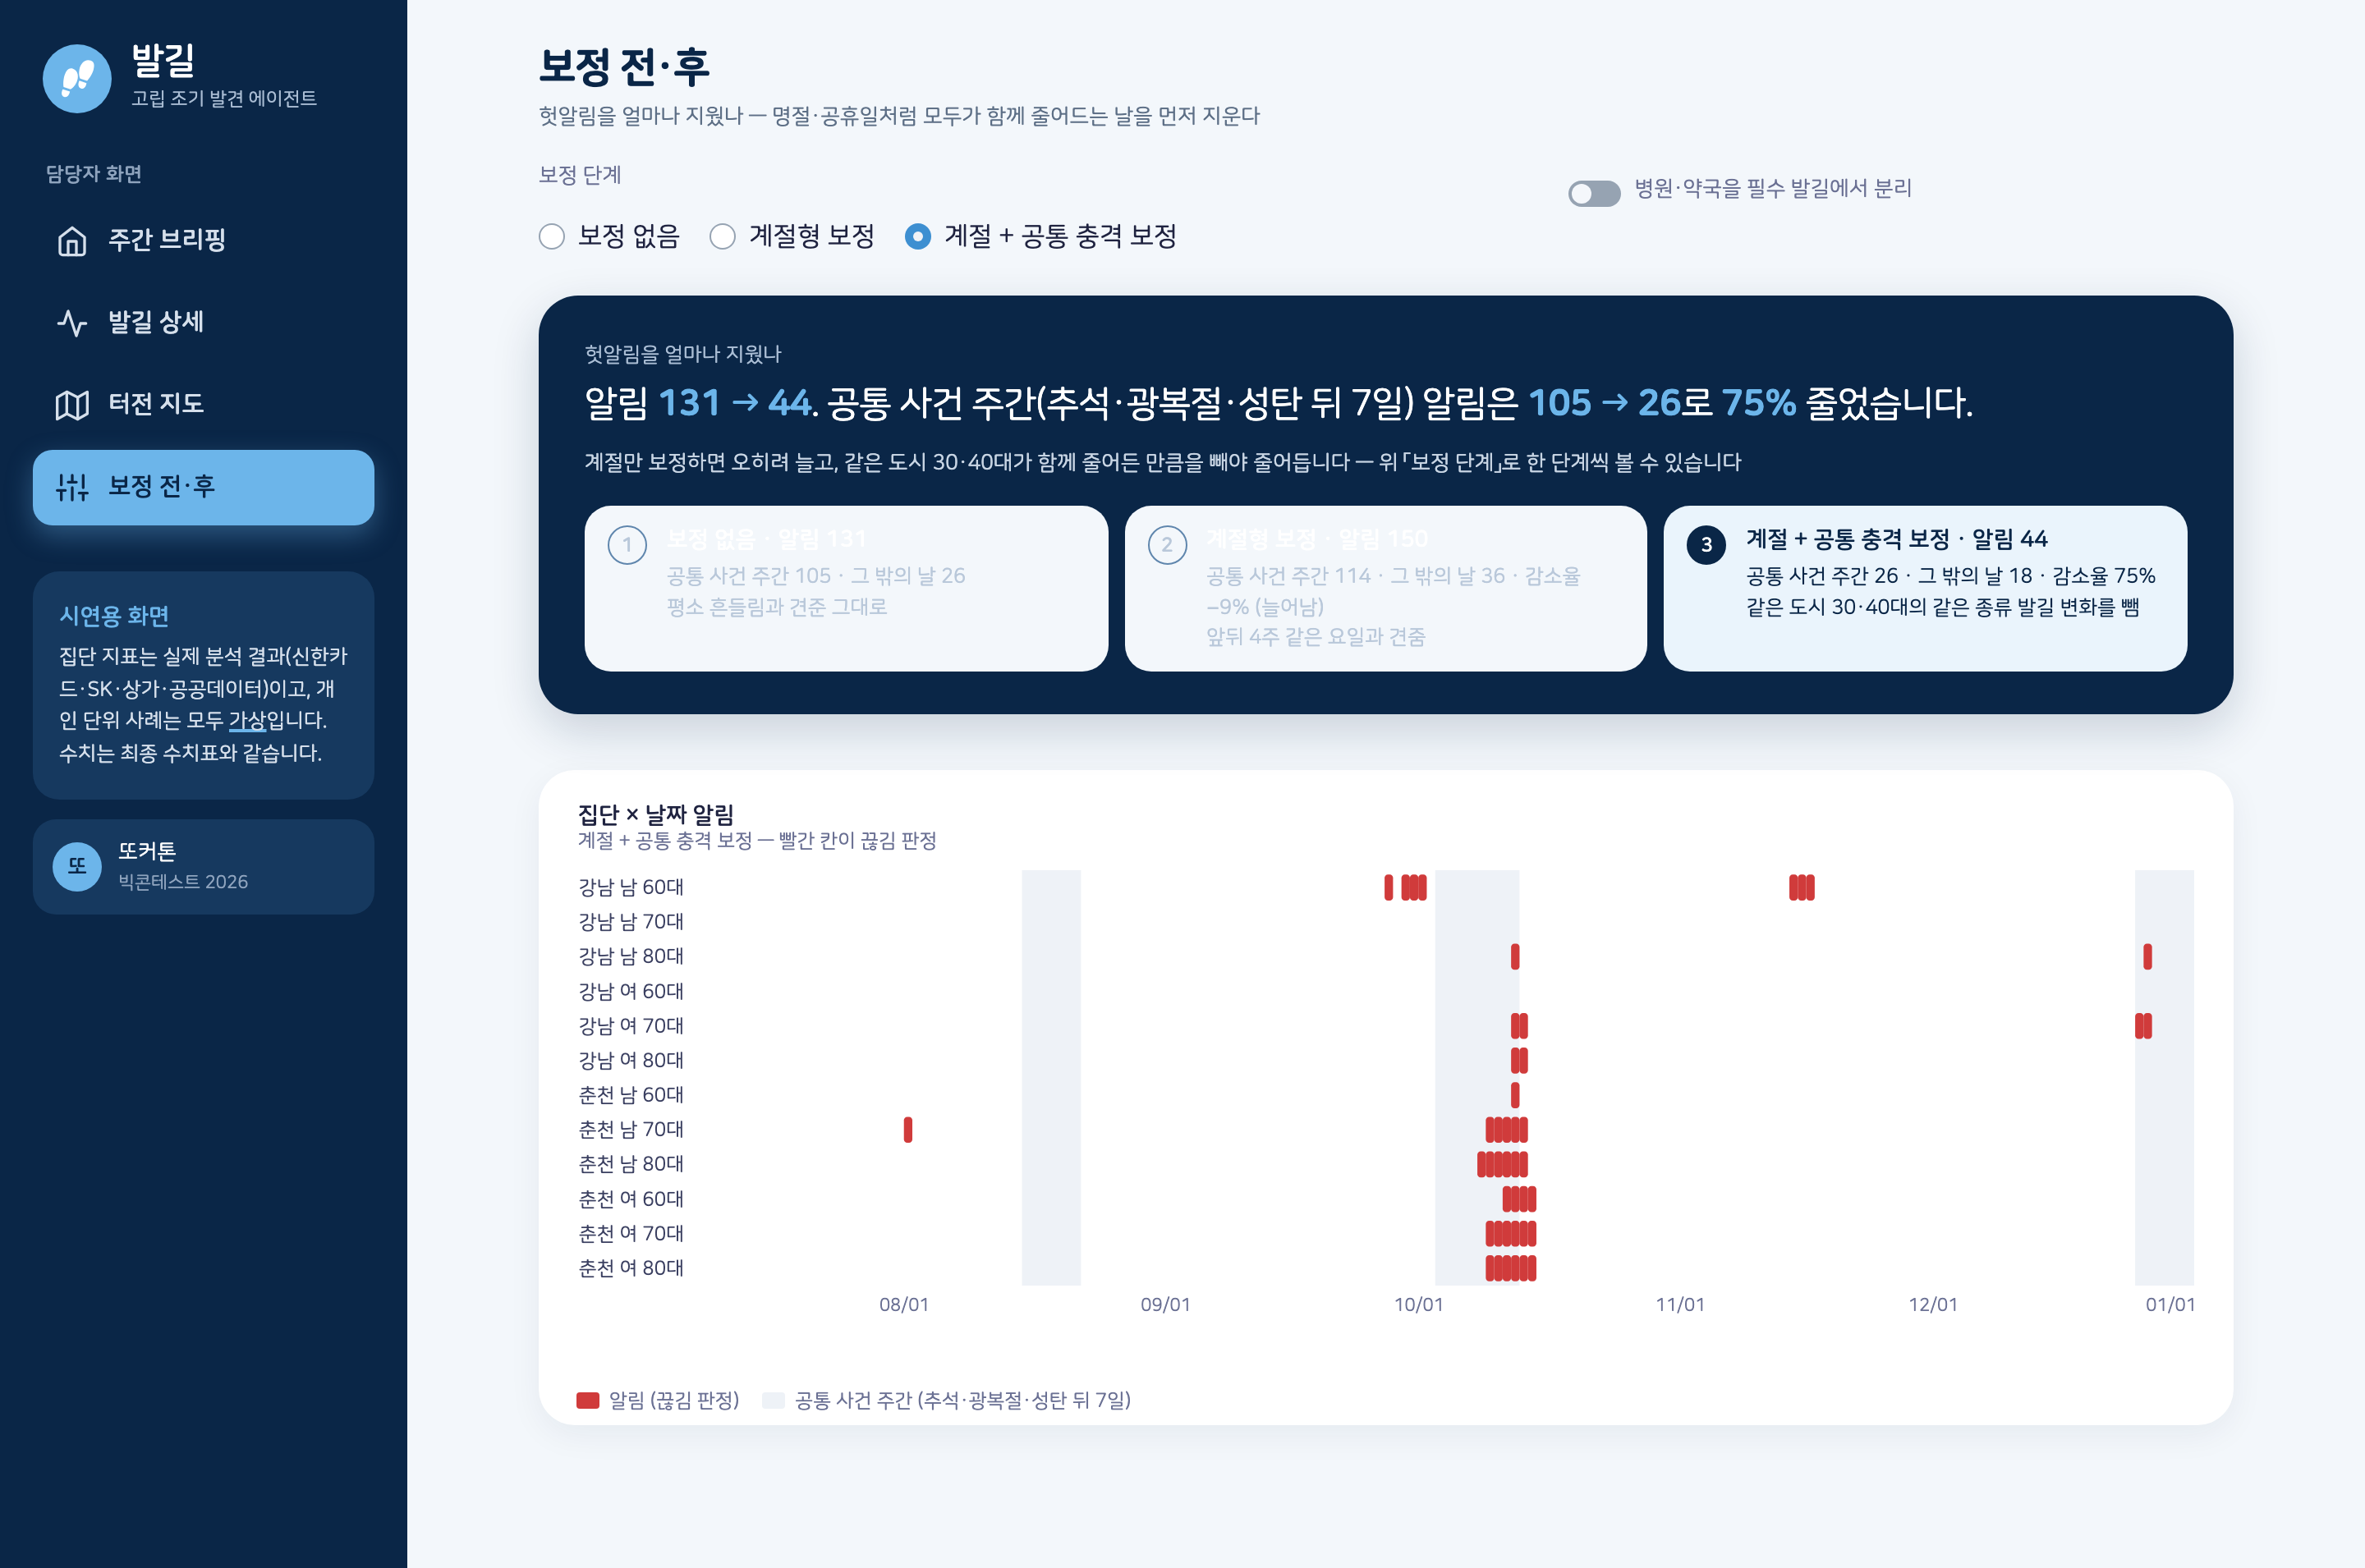 발길
고립 조기 발견 에이전트
담당자 화면
주간 브리핑
발길 상세
터전 지도
보정 전·후
시연용 화면
집단 지표는 실제 분석 결과(신한카
드·SK·상가·공공데이터)이고, 개
인 단위 사례는 모두 가상입니다.
수치는 최종 수치표와 같습니다.
또
또커톤
빅콘테스트 2026
보정 전·후
헛알림을 얼마나 지웠나 — 명절·공휴일처럼 모두가 함께 줄어드는 날을 먼저 지운다
보정 단계
병원·약국을 필수 발길에서 분리
보정 없음
계절형 보정
계절 + 공통 충격 보정
헛알림을 얼마나 지웠나
알림 131 → 44. 공통 사건 주간(추석·광복절·성탄 뒤 7일) 알림은 105 → 26로 75% 줄었습니다.
계절만 보정하면 오히려 늘고, 같은 도시 30·40대가 함께 줄어든 만큼을 빼야 줄어듭니다 — 위 「보정 단계」로 한 단계씩 볼 수 있습니다
1
보정 없음 · 알림 131
공통 사건 주간 105 · 그 밖의 날 26
평소 흔들림과 견준 그대로
2
계절형 보정 · 알림 150
공통 사건 주간 114 · 그 밖의 날 36 · 감소율
−9% (늘어남)
앞뒤 4주 같은 요일과 견줌
3
계절 + 공통 충격 보정 · 알림 44
공통 사건 주간 26 · 그 밖의 날 18 · 감소율 75%
같은 도시 30·40대의 같은 종류 발길 변화를 뺌
집단 × 날짜 알림
계절 + 공통 충격 보정 — 빨간 칸이 끊김 판정
강남 남 60대
강남 남 70대
강남 남 80대
강남 여 60대
강남 여 70대
강남 여 80대
춘천 남 60대
춘천 남 70대
춘천 남 80대
춘천 여 60대
춘천 여 70대
춘천 여 80대
08/01
09/01
10/01
11/01
12/01
01/01
알림 (끊김 판정)
공통 사건 주간 (추석·광복절·성탄 뒤 7일)